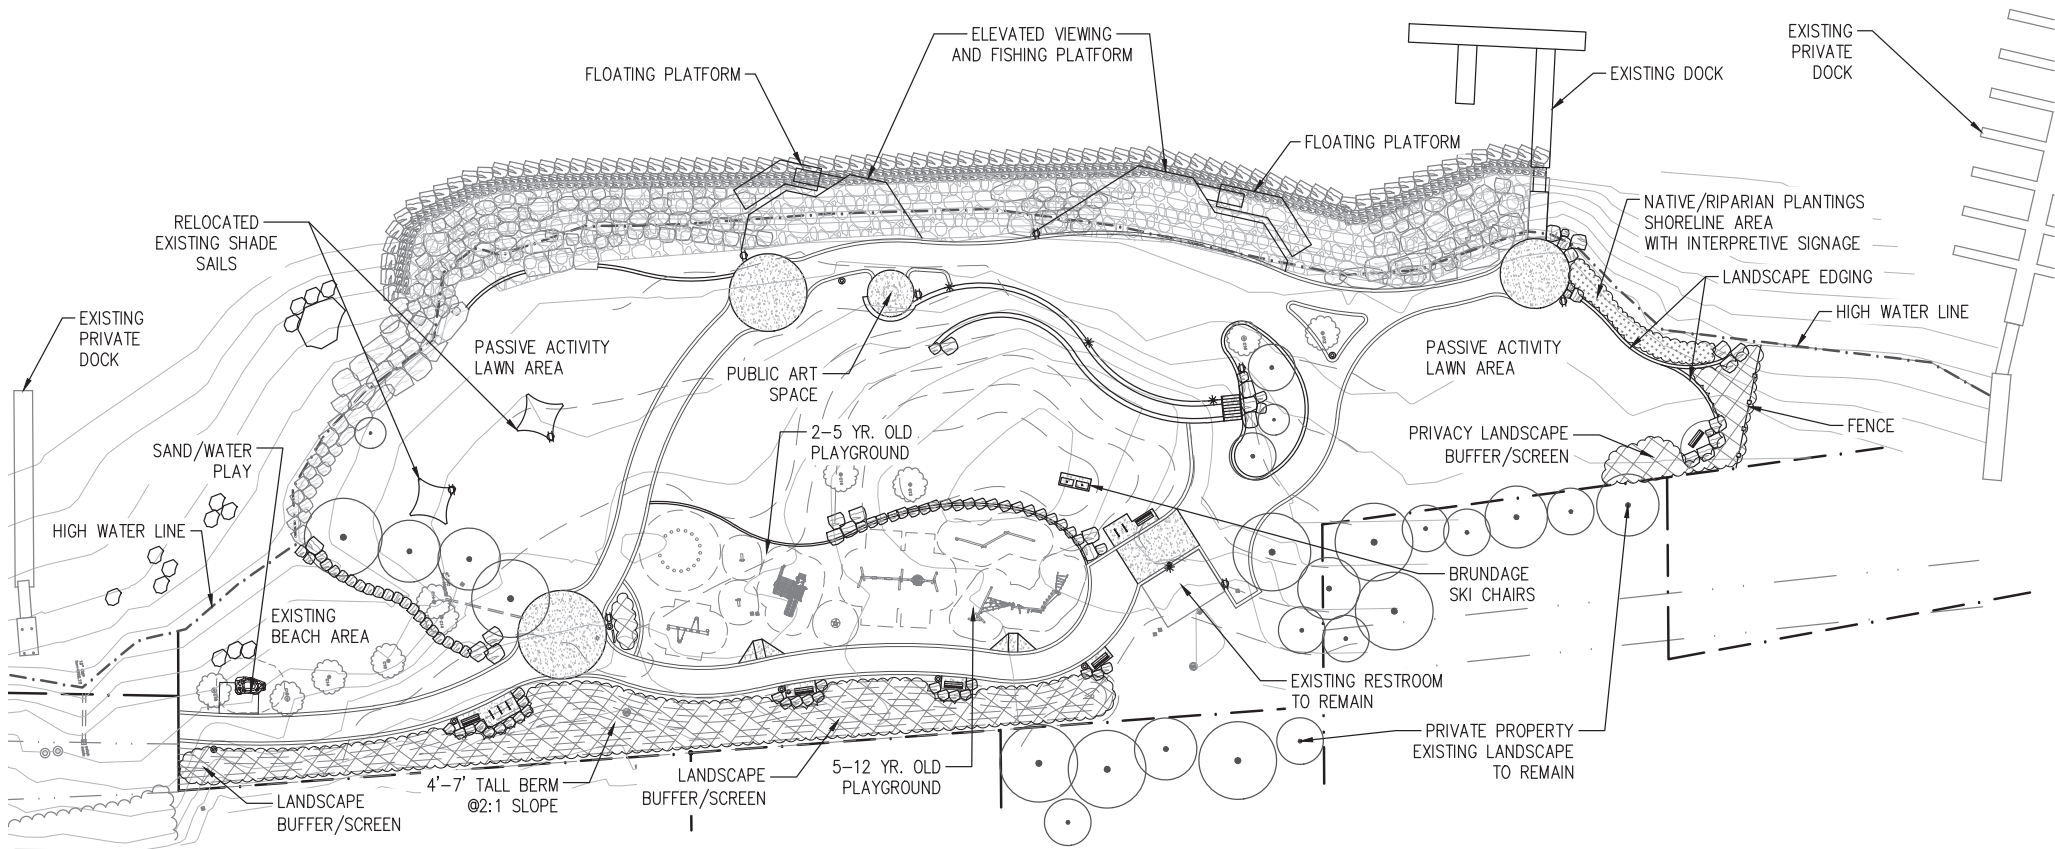 ELEVATED VIEWING
AND FISHING PLATFORM
EXISTING
PRIVATE
DOCK
FLOATING PLATFORM
EXISTING DOCK
FLOATING PLATFORM
NATIVE/RIPARIAN PLANTINGS
SHORELINE AREA
WITH INTERPRETIVE SIGNAGE
RELOCATED
EXISTING SHADE
SAILS
LANDSCAPE EDGING
HIGH WATER LINE
EXISTING
PRIVATE
DOCK
PASSIVE ACTIVITY
LAWN AREA
PUBLIC ART
SPACE
PASSIVE ACTIVITY
LAWN AREA
FENCE
PRIVACY LANDSCAPE
BUFFER/SCREEN
2-5 YR. OLD
PLAYGROUND
SAND/WATER
PLAY
HIGH WATER LINE
BRUNDAGE
SKI CHAIRS
EXISTING
BEACH AREA
EXISTING RESTROOM
TO REMAIN
PRIVATE PROPERTY
EXISTING LANDSCAPE
TO REMAIN
5-12 YR. OLD
PLAYGROUND
LANDSCAPE
BUFFER/SCREEN
4'-7' TALL BERM
@2:1 SLOPE
LANDSCAPE
BUFFER/SCREEN